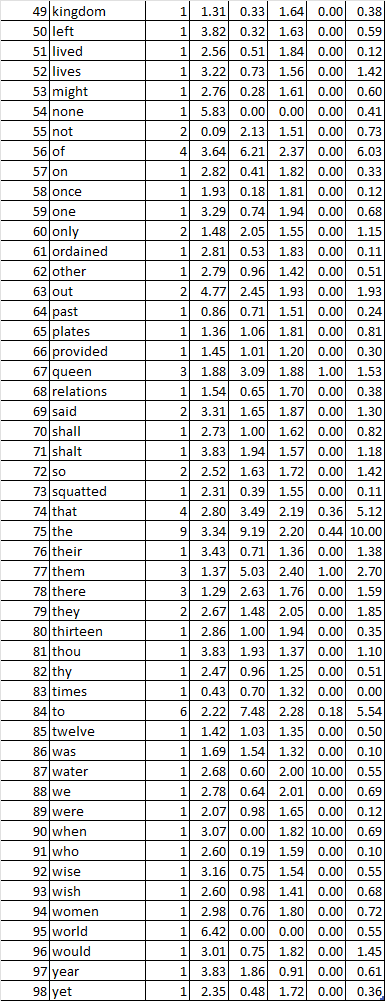 49 kingdom 1 1.31 0.33 1.64 0.00 0.38
50 left 1 3.82 0.32 1.63 0.00 0.59
51 lived 1 2.56 0.51 1.84 0.00 0.12
52 lives 1 3.22 0.73 1.56 0.00 1.42
53 might 1 2.76 0.28 1.61 0.00 0.60
54 none 1 5.83 0.00 0.00 0.00 0.41
55 not 2 0.09 2.13 1.51 0.00 0.73
56 of 4 3.64 6.21 2.37 0.00 6.03
57 on 1 2.82 0.41 1.82 0.00 0.33
58 once 1 1.93 0.18 1.81 0.00 0.12
59 one 1 3.29 0.74 1.94 0.00 0.68
60 only 2 1.48 2.05 1.55 0.00 1.15
61 ordained 1 2.81 0.53 1.83 0.00 0.11
62 other 1 2.79 0.96 1.42 0.00 0.51
63 out 2 4.77 2.45 1.93 0.00 1.93
64 past 1 0.86 0.71 1.51 0.00 0.24
65 plates 1 1.36 1.06 1.81 0.00 0.81
66 provided 1 1.45 1.01 1.20 0.00 0.30
67 queen 3 1.88 3.09 1.88 1.00 1.53
68 relations 1 1.54 0.65 1.70 0.00 0.38
69 said 2 3.31 1.65 1.87 0.00 1.30
70 shall 1 2.73 1.00 1.62 0.00 0.82
71 shalt 1 3.83 1.94 1.57 0.00 1.18
72 so 2 2.52 1.63 1.72 0.00 1.42
73 squatted 1 2.31 0.39 1.55 0.00 0.11
74 that 4 2.80 3.49 2.19 0.36 5.12
75 the 9 3.34 9.19 2.20 0.44 10.00
76 their 1 3.43 0.71 1.36 0.00 1.38
77 them 3 1.37 5.03 2.40 1.00 2.70
78 there 3 1.29 2.63 1.76 0.00 1.59
79 they 2 2.67 1.48 2.05 0.00 1.85
80 thirteen 1 2.86 1.00 1.94 0.00 0.35
81 thou 1 3.83 1.93 1.37 0.00 1.10
82 thy 1 2.47 0.96 1.25 0.00 0.51
83 times 1 0.43 0.70 1.32 0.00 0.00
84 to 6 2.22 7.48 2.28 0.18 5.54
85 twelve 1 1.42 1.03 1.35 0.00 0.50
86 was 1 1.69 1.54 1.32 0.00 0.10
87 water 1 2.68 0.60 2.00 10.00 0.55
88 we 1 2.78 0.64 2.01 0.00 0.69
89 were 1 2.07 0.98 1.65 0.00 0.12
90 when 1 3.07 0.00 1.82 10.00 0.69
91 who 1 2.60 0.19 1.59 0.00 0.10
92 wise 1 3.16 0.75 1.54 0.00 0.55
93 wish 1 2.60 0.98 1.41 0.00 0.68
94 women 1 2.98 0.76 1.80 0.00 0.72
95 world 1 6.42 0.00 0.00 0.00 0.55
96 would 1 3.01 0.75 1.82 0.00 1.45
97 year 1 3.83 1.86 0.91 0.00 0.61
98 yet 1 2.35 0.48 1.72 0.00 0.36